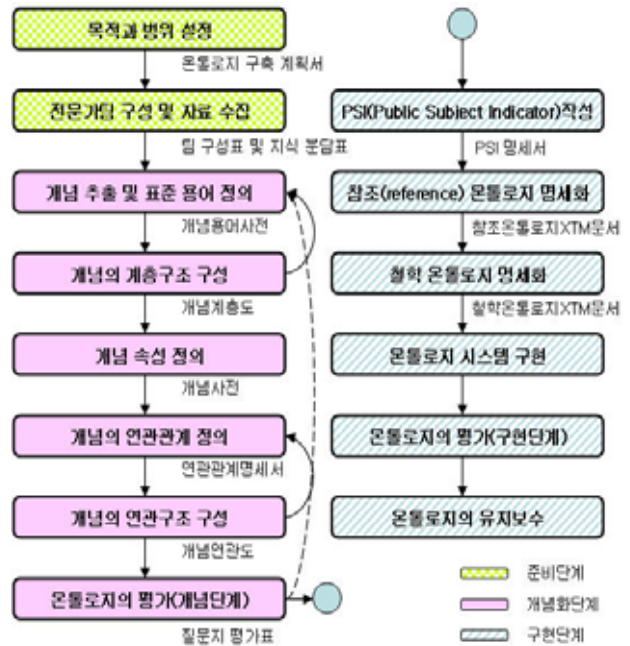 목적과 범위 설정
온톨로지 구축 계획서
전문가팀 구성 및 자료 수집
팀 구성표 및 지식 분담표
개념 추출 및 표준 용어 정의
개념용어사전
개념의 계층구조 구성
개념계층도
개념 속성 정의
개념사전
개념의 연관관계 정의
연관관계명세서
개념의 연관구조 구성
개념연관도
온톨로지의 평가(개념단계)
질문지 평가표
PSI(Public Subject Indicator)작성
PSI 명세서
참조(reference) 온톨로지 명세화
참조온톨로지XTM문서
철학 온톨로지 명세화
철학온톨로지XTM문서
온톨로지 시스템 구현
온톨로지의 평가(구현단계)
온톨로지의 유지보수
준비단계
개념화단계
구현단계